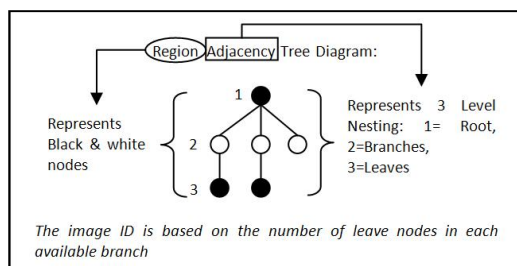 Region Adjacency Tree Diagram:
Represents
Black & white
nodes
1
2
3
Represents 3 Level
Nesting: 1= Root,
2=Branches,
3=Leaves
The image ID is based on the number of leave nodes in each
available branch